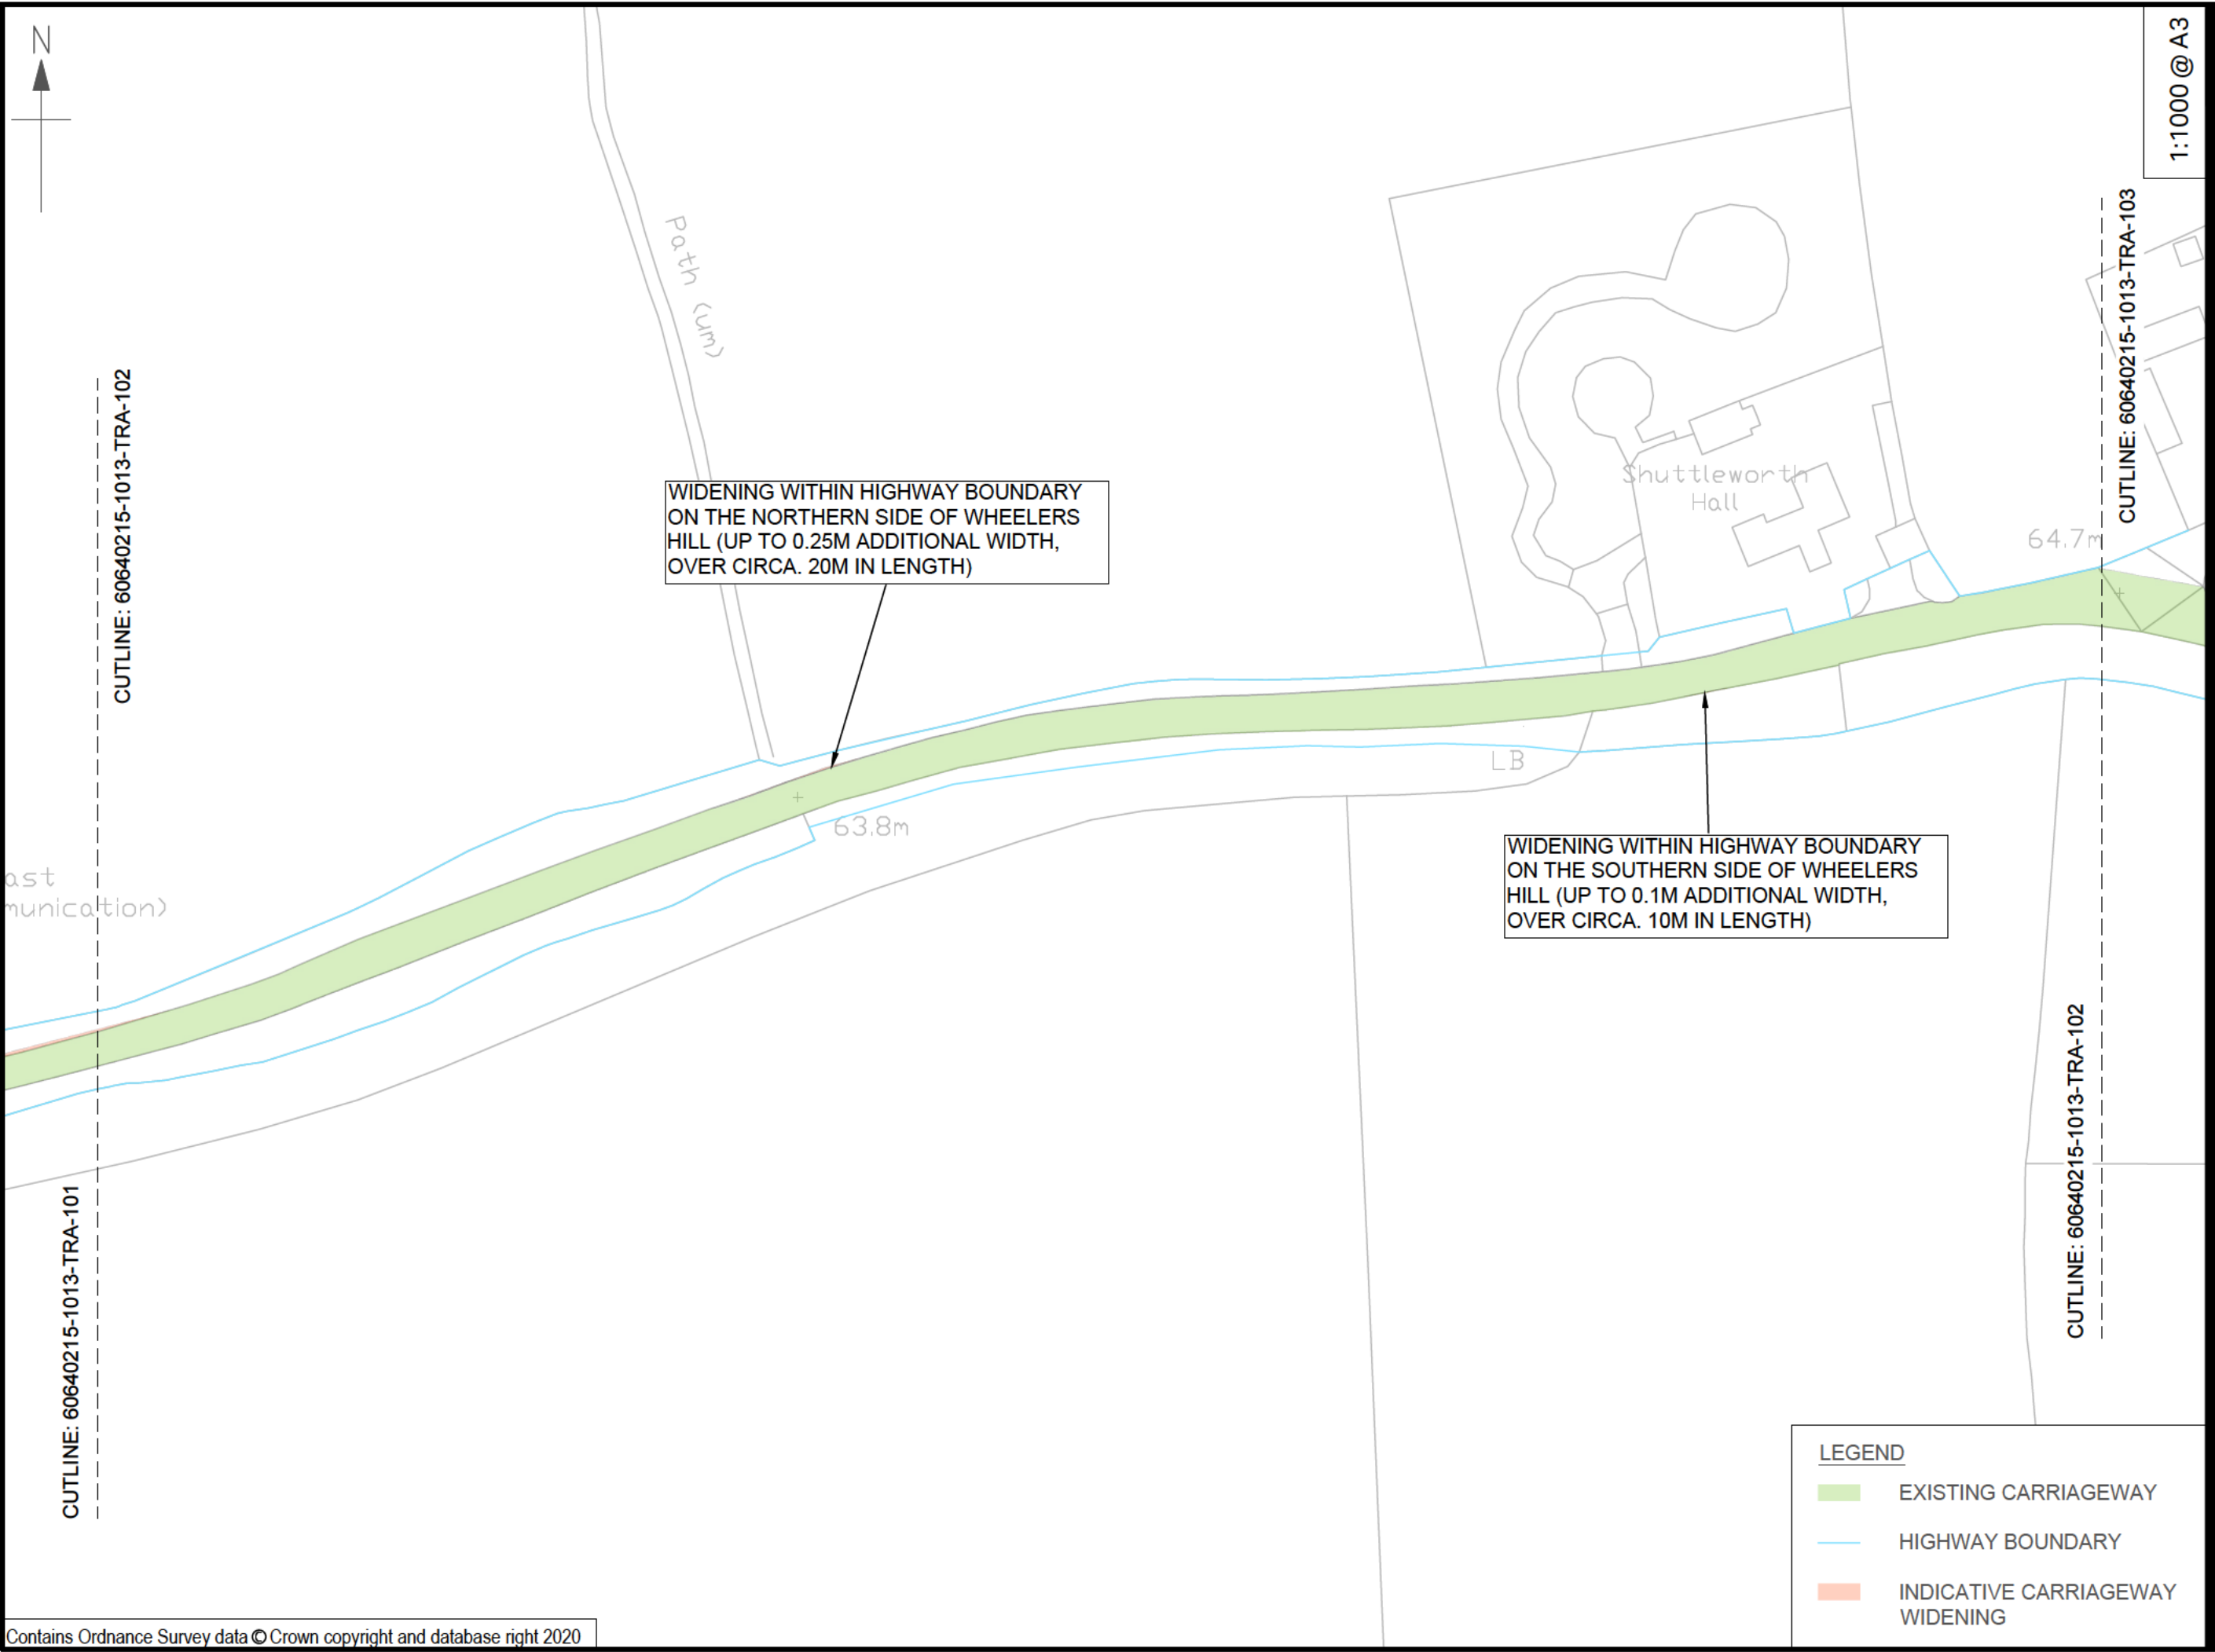 N
1:1000 @ A3
CUTLINE: 60640215-1013-TRA-103
CUTLINE: 60640215-1013-TRA-102
Path (um)
WIDENING WITHIN HIGHWAY BOUNDARY
ON THE NORTHERN SIDE OF WHEELERS
HILL (UP TO 0.25M ADDITIONAL WIDTH,
OVER CIRCA. 20M IN LENGTH)
Shuttleworth
Hall
64.7m
LB
63.8m
WIDENING WITHIN HIGHWAY BOUNDARY
ON THE SOUTHERN SIDE OF WHEELERS
HILL (UP TO 0.1M ADDITIONAL WIDTH,
OVER CIRCA. 10M IN LENGTH)
ast
munication)
CUTLINE: 60640215-1013-TRA-101
CUTLINE: 60640215-1013-TRA-102
LEGEND
EXISTING CARRIAGEWAY
HIGHWAY BOUNDARY
INDICATIVE CARRIAGEWAY
WIDENING
Contains Ordnance Survey data © Crown copyright and database right 2020